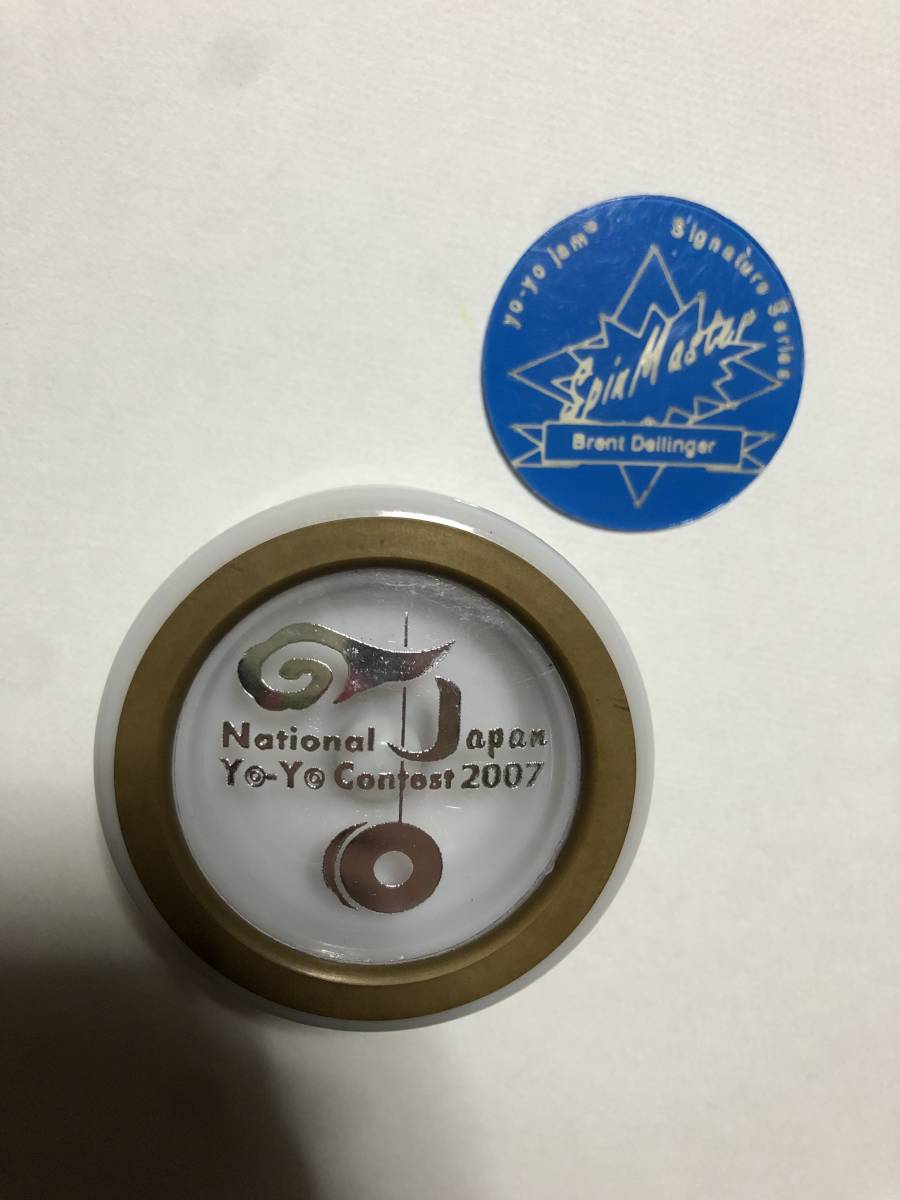 yo-yo jam®
Signature Series
Spin Master
Brent Dellinger
National Japan
Yo-Yo Contest 2007